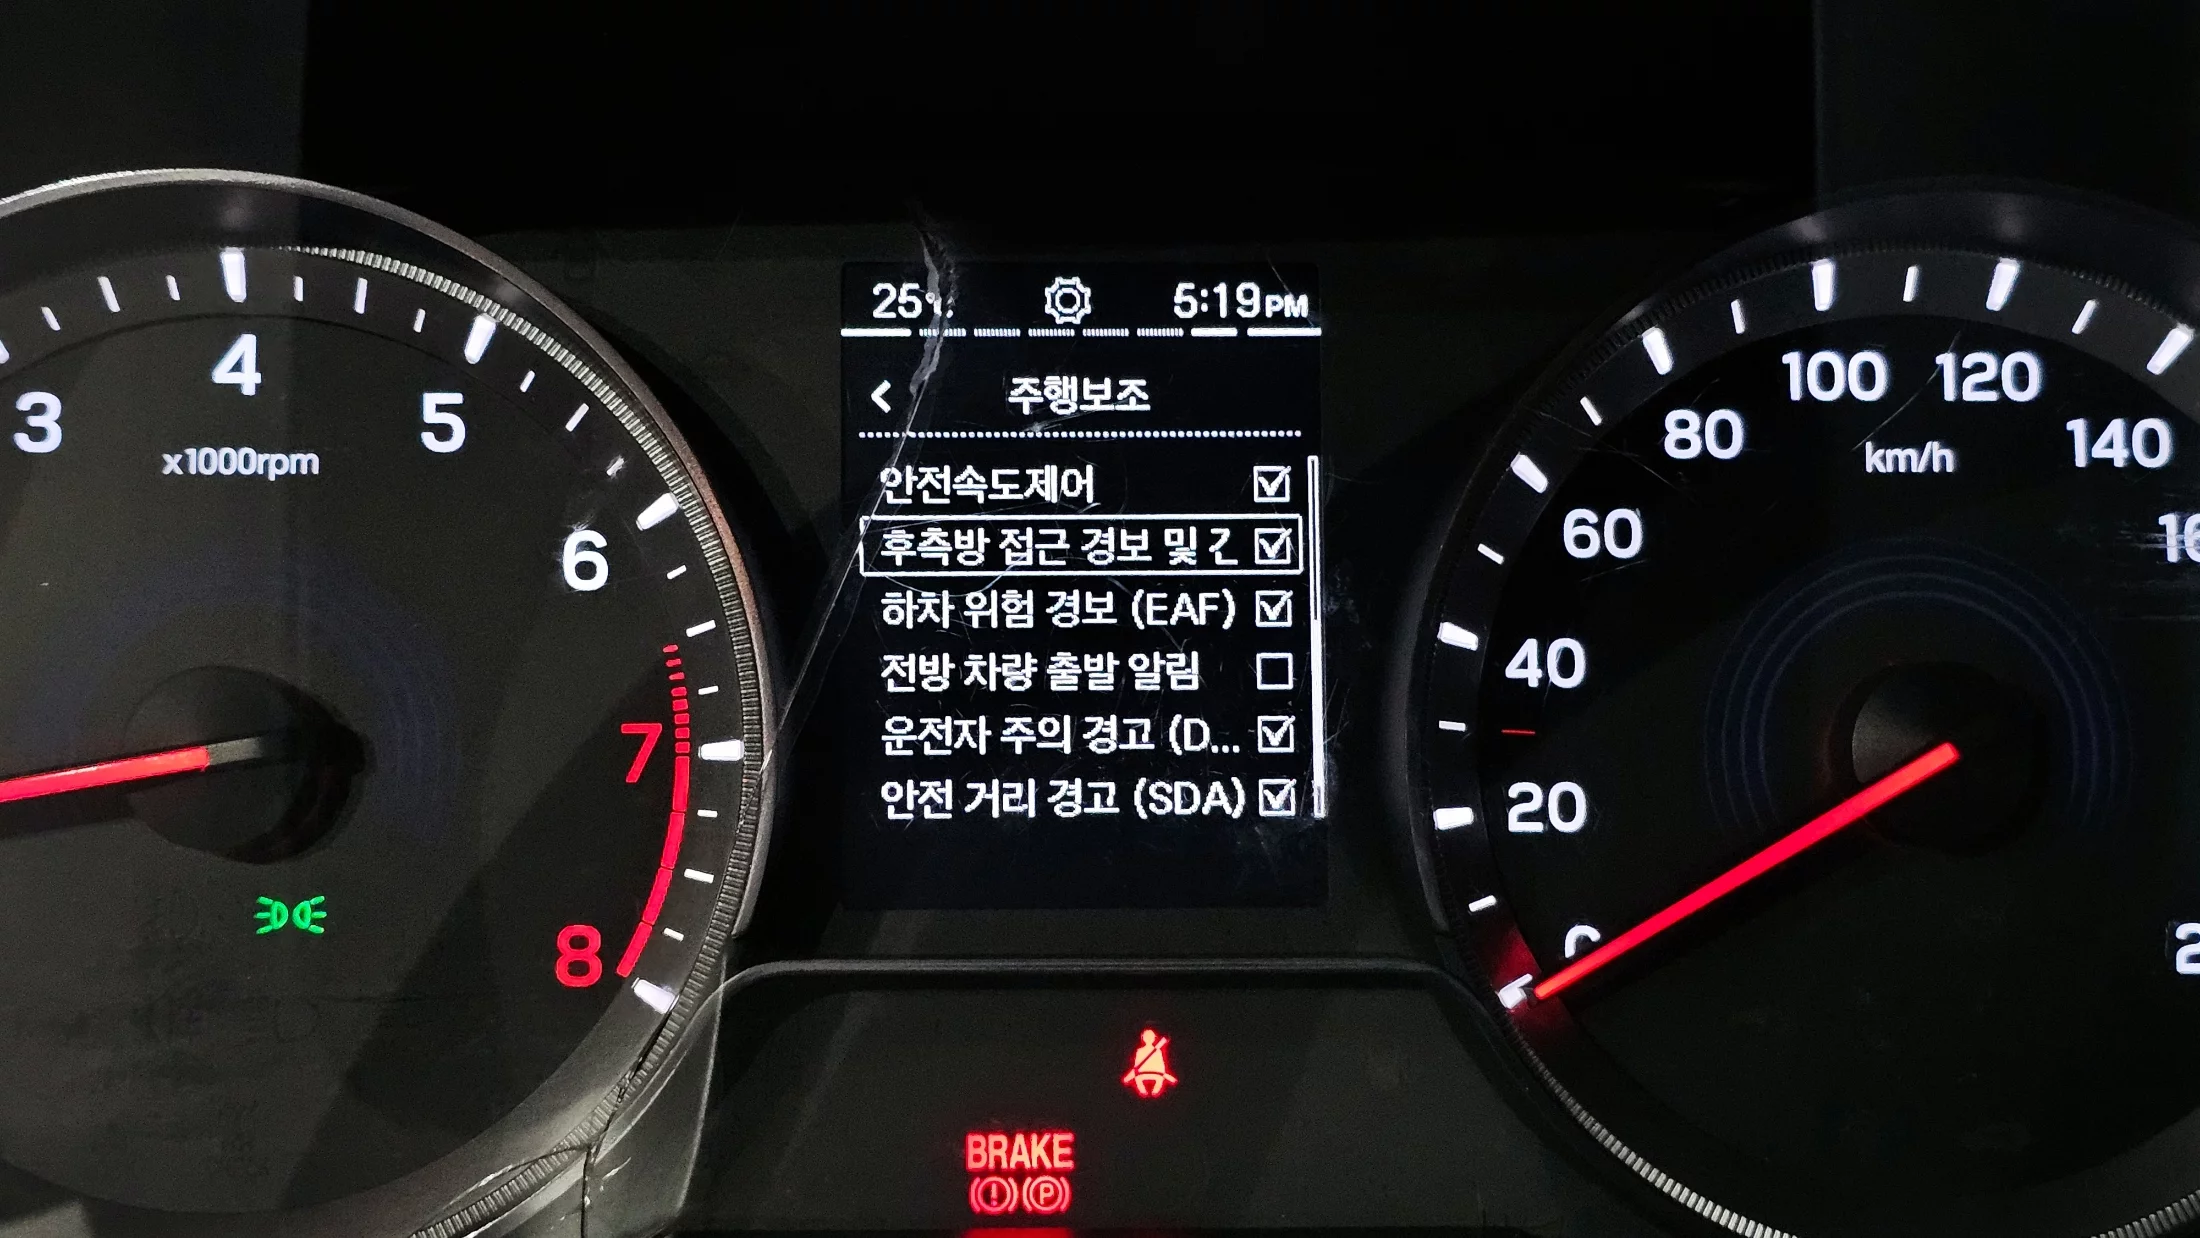 25℃
5:19PM
< 주행보조
안전속도제어
후측방 접근 경보 및 긴
하차 위험 경보 (EAF)
전방 차량 출발 알림
운전자 주의 경고 (D...
안전 거리 경고 (SDA)
3
4
5
6
7
8
x1000rpm
0
20
40
60
80
100
120
140
km/h
BRAKE
(!) (P)